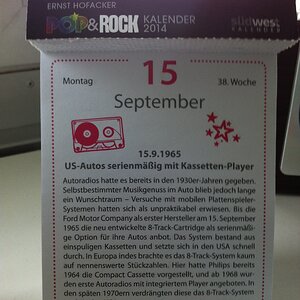 ERNST HOFACKER
POP&ROCK KALENDER
2014
südwest
KALENDER
Montag 15 38. Woche
September
15.9.1965
US-Autos serienmäßig mit Kassetten-Player
Autoradios hatte es bereits in den 1930er-Jahren gegeben.
Selbstbestimmter Musikgenuss im Auto blieb jedoch lange
ein Wunschtraum – Versuche mit mobilen Plattenspieler-
Systemen hatten sich als unpraktikabel erwiesen. Bis die
Ford Motor Company als erster Hersteller am 15. September
1965 die neu entwickelte 8-Track-Cartridge als serienmäßi-
ge Option für ihre Autos anbot. Das System bestand aus
einspuligen Kassetten und setzte sich in den USA schnell
durch. In Europa indes brachte es das 8-Track-System kaum
auf nennenswerte Stückzahlen. Hier hatte Philips bereits
1964 die Compact Cassette vorgestellt, und ab 1968 wur-
den erste Autoradios mit integriertem Player angeboten. In
den späten 1970ern verdrängten diese das 8-Track-System